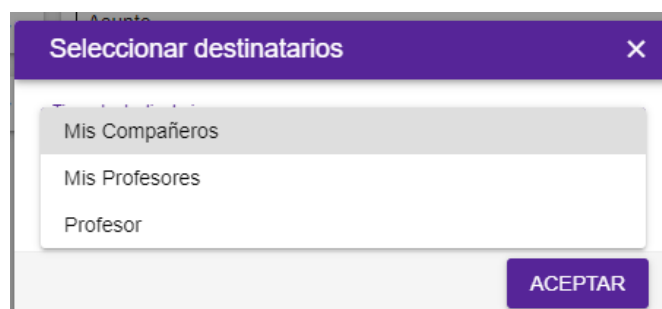 Seleccionar destinatarios
Mis Compañeros
Mis Profesores
Profesor
ACEPTAR